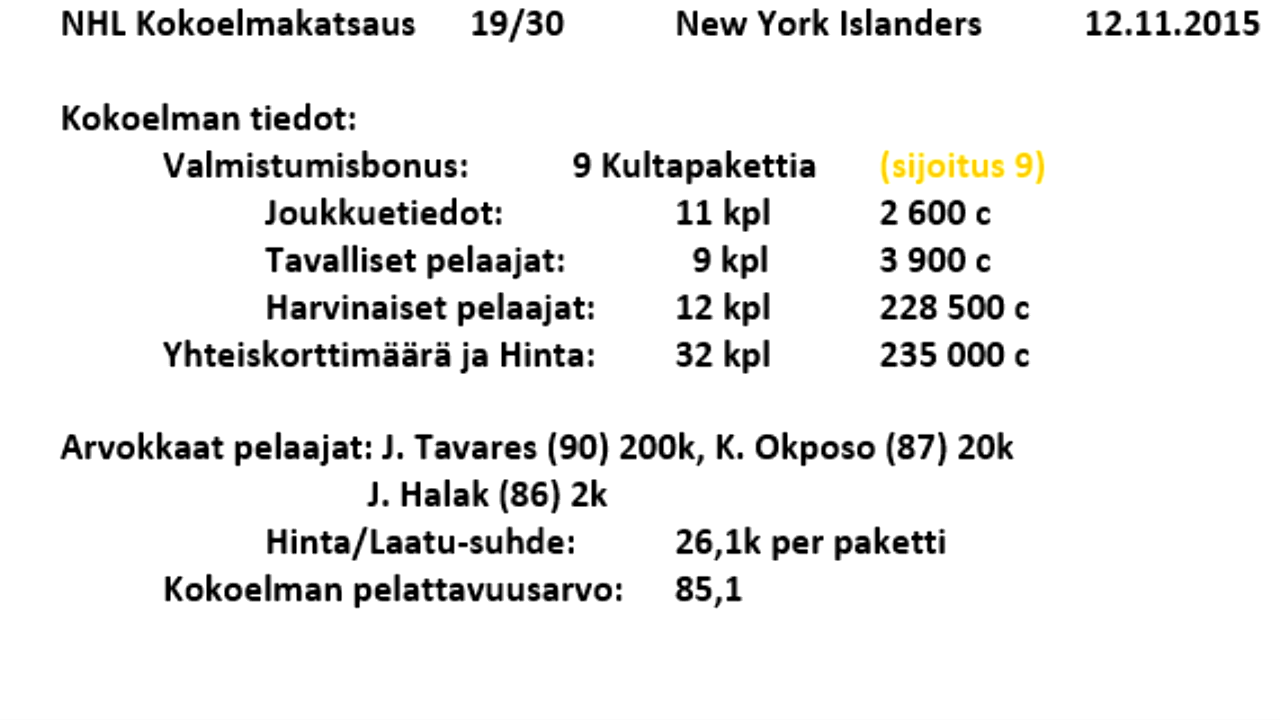 NHL Kokoelmakatsaus 19/30 New York Islanders 12.11.2015
Kokoelman tiedot:
Valmistumisbonus: 9 Kultapakettia (sijoitus 9)
Joukkuetiedot: 11 kpl 2 600 c
Tavalliset pelaajat: 9 kpl 3 900 c
Harvinaiset pelaajat: 12 kpl 228 500 c
Yhteiskorttimäärä ja Hinta: 32 kpl 235 000 c
Arvokkaat pelaajat: J. Tavares (90) 200k, K. Okposo (87) 20k
J. Halak (86) 2k
Hinta/Laatu-suhde: 26,1k per paketti
Kokoelman pelattavuusarvo: 85,1